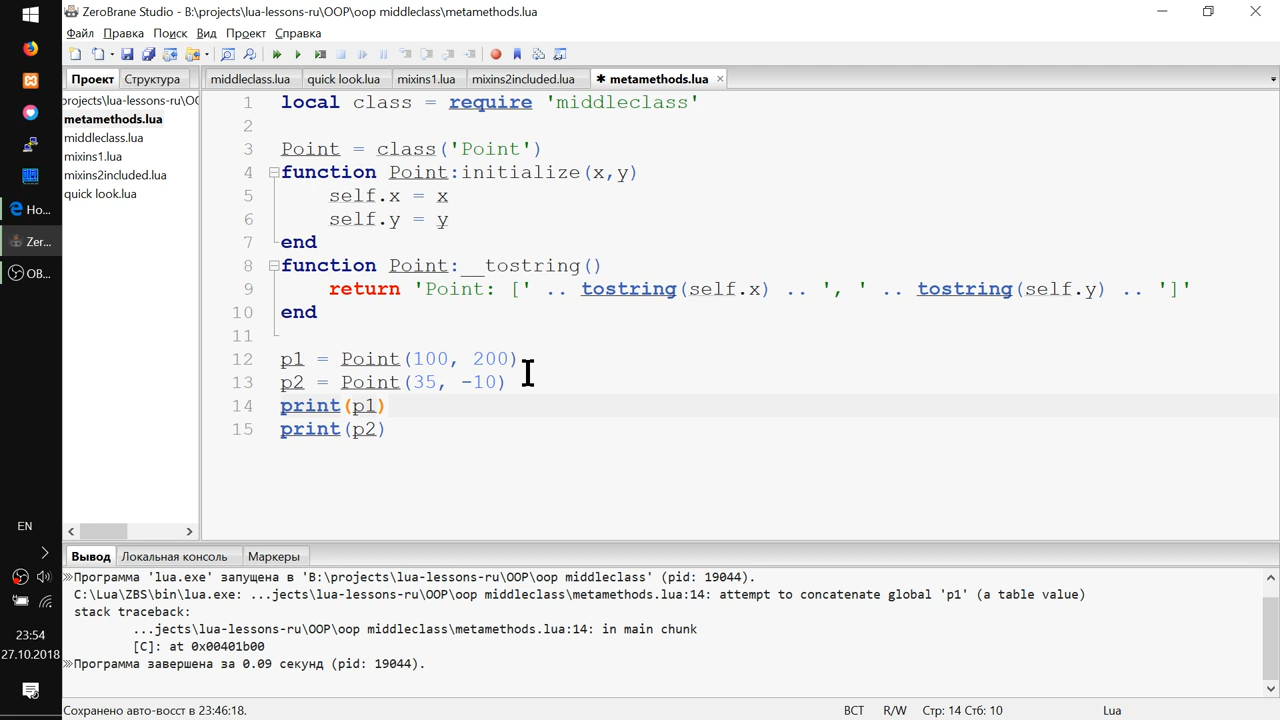 ZeroBrane Studio - B:\projects\lua-lessons-ru\OOP\oop middleclass\metamethods.lua
Файл Правка Поиск Вид Проект Справка
Проект Структура
middleclass.lua quick look.lua mixins1.lua mixins2included.lua * metamethods.lua ×
projects\lua-lessons-ru\OO
metamethods.lua
middleclass.lua
mixins1.lua
mixins2included.lua
quick look.lua
1 local class = require 'middleclass'
2
3 Point = class('Point')
4 function Point:initialize(x,y)
5 self.x = x
6 self.y = y
7 end
8 function Point:__tostring()
9 return 'Point: [' .. tostring(self.x) .. ', ' .. tostring(self.y) .. ']'
10 end
11
12 p1 = Point(100, 200)
13 p2 = Point(35, -10)
14 print(p1)
15 print(p2)
Но...
Zer...
OB...
EN
23:54
27.10.2018
Вывод Локальная консоль Маркеры
Программа 'lua.exe' запущена в 'B:\projects\lua-lessons-ru\OOP\oop middleclass' (pid: 19044).
C:\Lua\ZBS\bin\lua.exe: ...jects\lua-lessons-ru\OOP\oop middleclass\metamethods.lua:14: attempt to concatenate global 'p1' (a table value)
stack traceback:
...jects\lua-lessons-ru\OOP\oop middleclass\metamethods.lua:14: in main chunk
[C]: at 0x00401b00
Программа завершена за 0.09 секунд (pid: 19044).
Сохранено авто-восст в 23:46:18. ВСТ R/W Стр: 14 Стб: 10 Lua